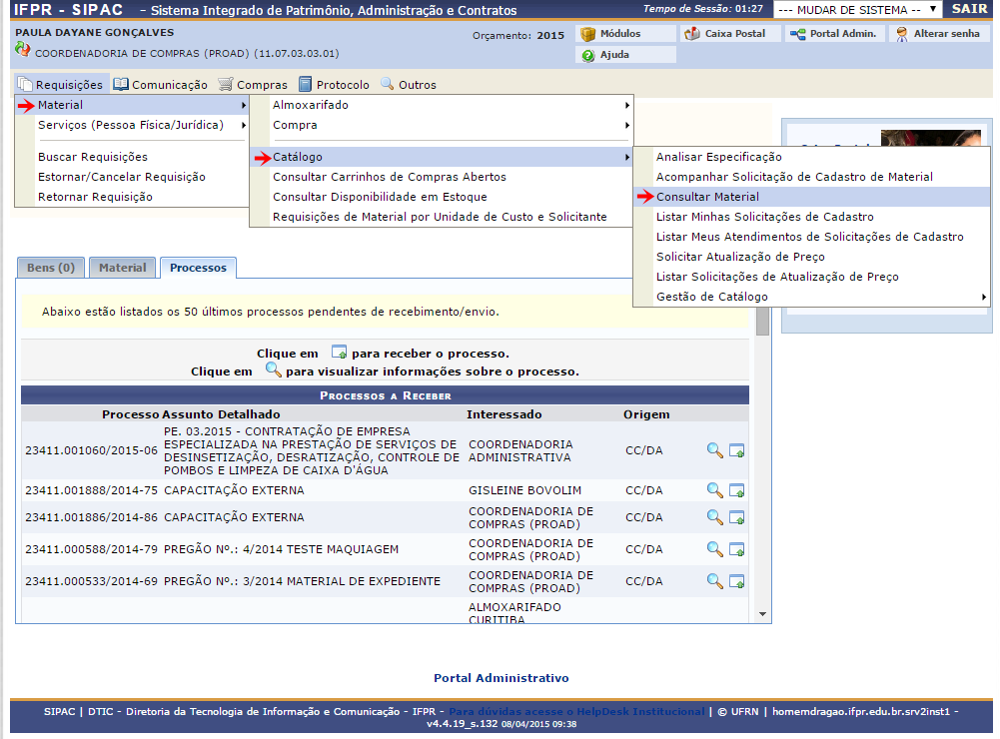 IFPR - SIPAC - Sistema Integrado de Patrimônio, Administração e Contratos
Tempo de Sessão: 01:27
--- MUDAR DE SISTEMA --
SAIR
PAULA DAYANE GONÇALVES
Orçamento: 2015
Módulos
Caixa Postal
Portal Admin.
Alterar senha
COORDENADORIA DE COMPRAS (PROAD) (11.07.03.03.01)
Ajuda
Requisições
Comunicação
Compras
Protocolo
Outros
Material
Serviços (Pessoa Física/Jurídica)
Buscar Requisições
Estornar/Cancelar Requisição
Retornar Requisição
Almoxarifado
Compra
Catálogo
Consultar Carrinhos de Compras Abertos
Consultar Disponibilidade em Estoque
Requisições de Material por Unidade de Custo e Solicitante
Analisar Especificação
Acompanhar Solicitação de Cadastro de Material
Consultar Material
Listar Minhas Solicitações de Cadastro
Listar Meus Atendimentos de Solicitações de Cadastro
Solicitar Atualização de Preço
Listar Solicitações de Atualização de Preço
Gestão de Catálogo
Bens (0)
Material
Processos
Abaixo estão listados os 50 últimos processos pendentes de recebimento/envio.
Clique em para receber o processo.
Clique em para visualizar informações sobre o processo.
PROCESSOS A RECEBER
Processo Assunto Detalhado Interessado Origem
23411.001060/2015-06 PE. 03.2015 - CONTRATAÇÃO DE EMPRESA
ESPECIALIZADA NA PRESTAÇÃO DE SERVIÇOS DE
DESINSETIZAÇÃO, DESRATIZAÇÃO, CONTROLE DE
POMBOS E LIMPEZA DE CAIXA D'ÁGUA
COORDENADORIA
ADMINISTRATIVA
CC/DA
23411.001888/2014-75 CAPACITAÇÃO EXTERNA GISLEINE BOVOLIM CC/DA
23411.001886/2014-86 CAPACITAÇÃO EXTERNA
COORDENADORIA DE
COMPRAS (PROAD)
CC/DA
23411.000588/2014-79 PREGÃO Nº.: 4/2014 TESTE MAQUIAGEM
COORDENADORIA DE
COMPRAS (PROAD)
CC/DA
23411.000533/2014-69 PREGÃO Nº.: 3/2014 MATERIAL DE EXPEDIENTE
COORDENADORIA DE
COMPRAS (PROAD)
CC/DA
ALMOXARIFADO
CURITIBA
Portal Administrativo
SIPAC | DTIC - Diretoria da Tecnologia de Informação e Comunicação - IFPR - Para dúvidas acesse o HelpDesk Institucional | © UFRN | homemdragao.ifpr.edu.br.srv2inst1 -
v4.4.19_s.132 08/04/2015 09:38